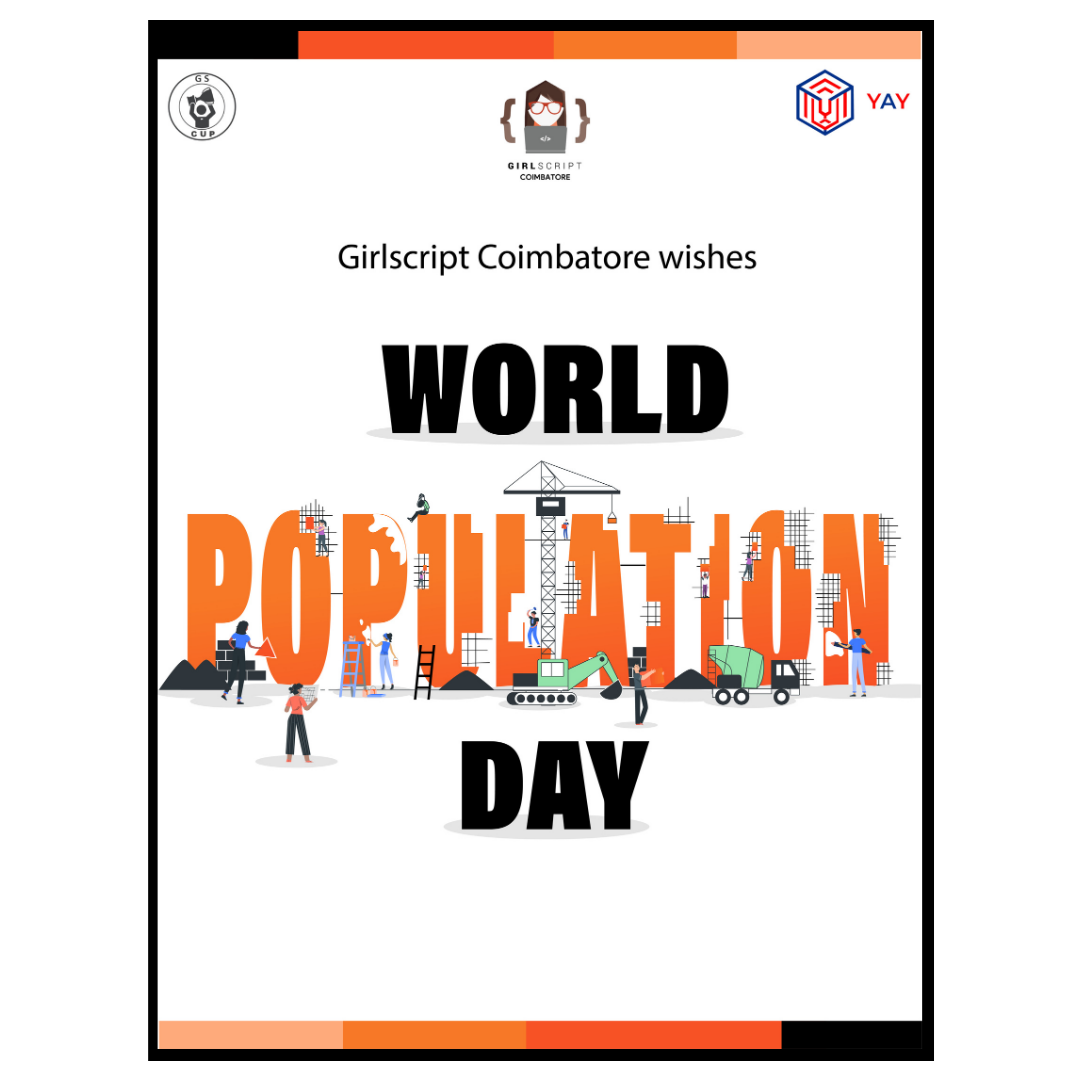 GS
CUP
YAY
</>
GIRLSCRIPT
COIMBATORE
Girlscript Coimbatore wishes
WORLD
POPULATION
DAY